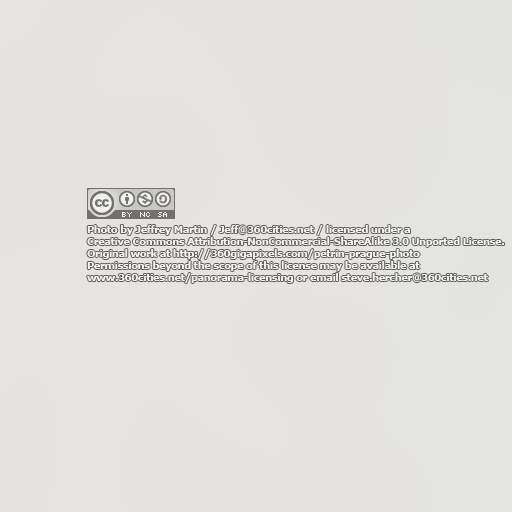 cc
BY NC SA
Photo by Jeffrey Martin / Jeff@360cities.net / licensed under a
Creative Commons Attribution-NonCommercial-ShareAlike 3.0 Unported License.
Original work at http://360gigapixels.com/petrin-prague-photo
Permissions beyond the scope of this license may be available at
www.360cities.net/panorama-licensing or email steve.hercher@360cities.net